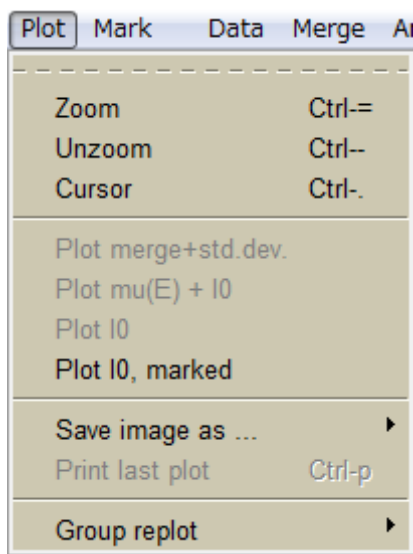 Plot Mark Data Merge
Zoom Ctrl-=
Unzoom Ctrl--
Cursor Ctrl-.
Plot merge+std.dev.
Plot mu(E) + I0
Plot I0
Plot I0, marked
Save image as ...
Print last plot Ctrl-p
Group replot